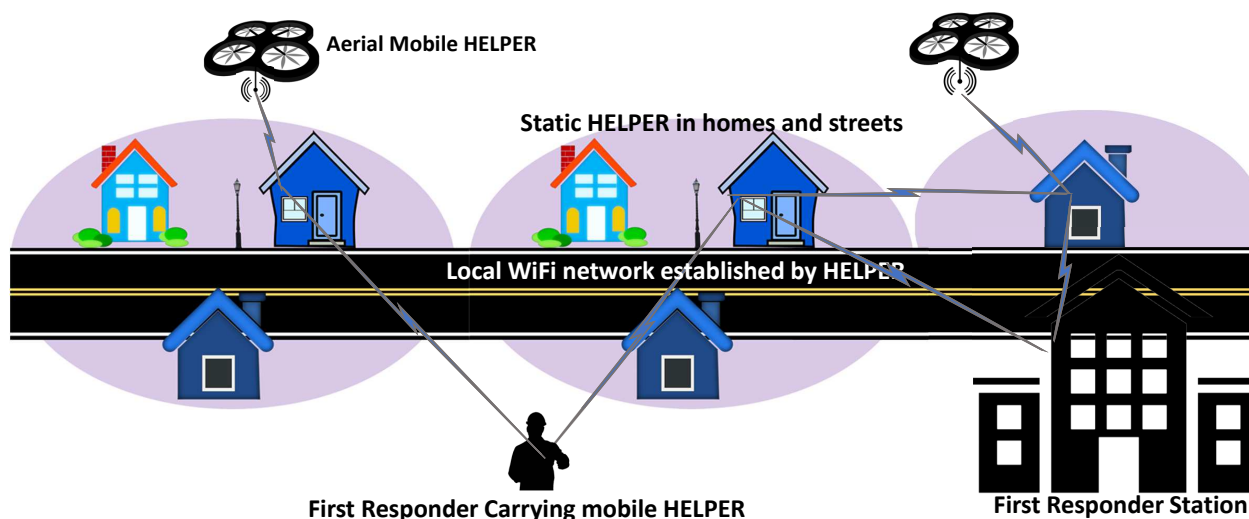 Aerial Mobile HELPER
Static HELPER in homes and streets
Local WiFi network established by HELPER
First Responder Carrying mobile HELPER
First Responder Station